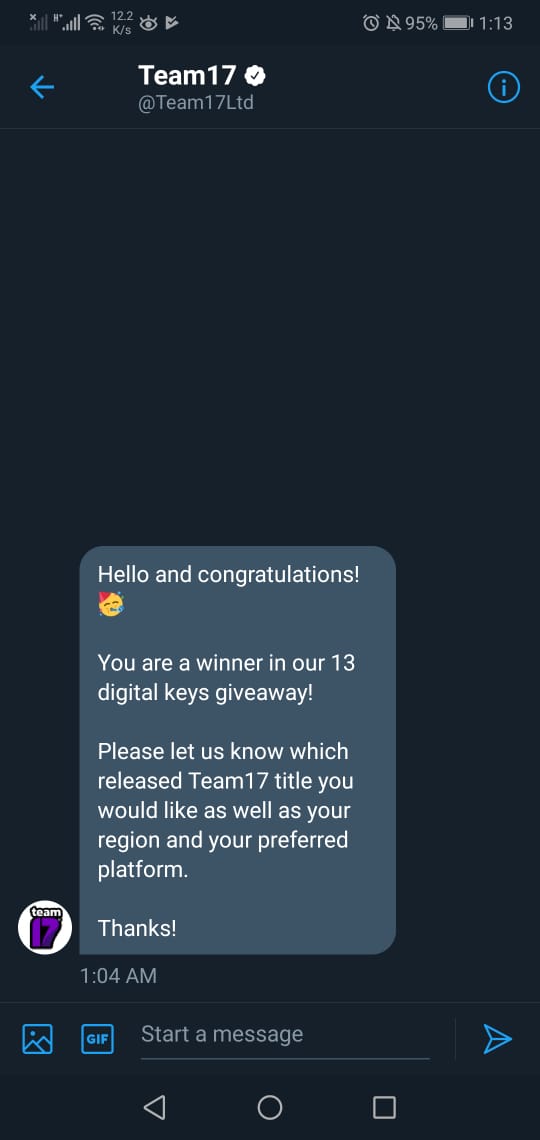 H+ 12.2 K/s 95% 1:13
Team17
@Team17Ltd
Hello and congratulations!
🥳
You are a winner in our 13
digital keys giveaway!
Please let us know which
released Team17 title you
would like as well as your
region and your preferred
platform.
team
17
Thanks!
1:04 AM
GIF
Start a message